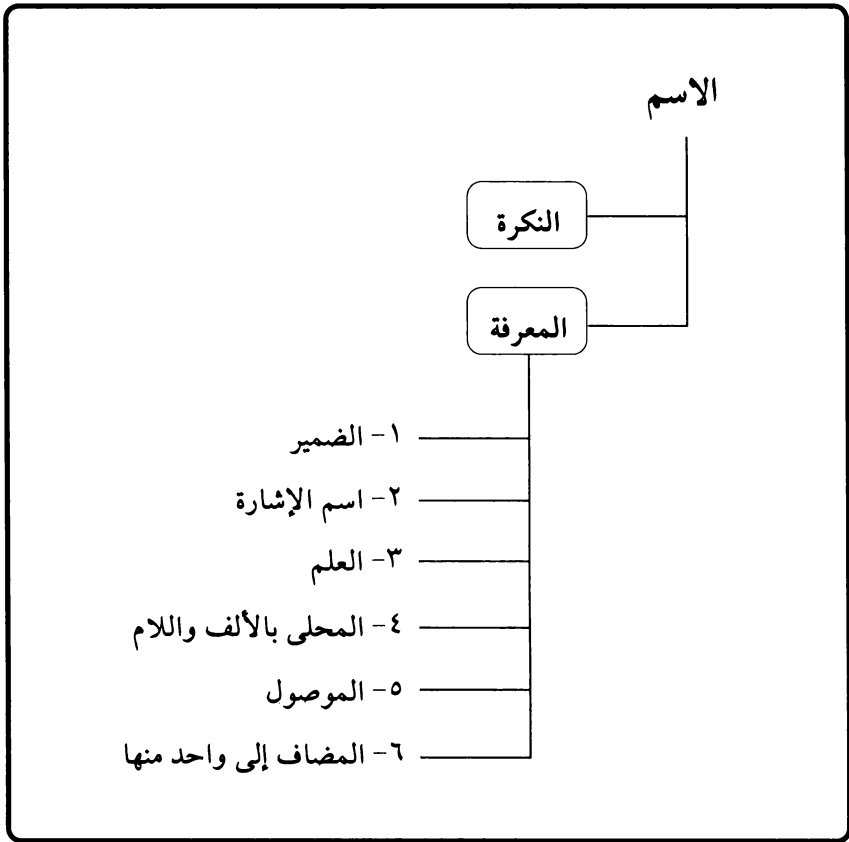 الاسم
النكرة
المعرفة
١- الضمير
٢- اسم الإشارة
٣- العلم
٤- المحلى بالألف واللام
٥- الموصول
٦- المضاف إلى واحد منها